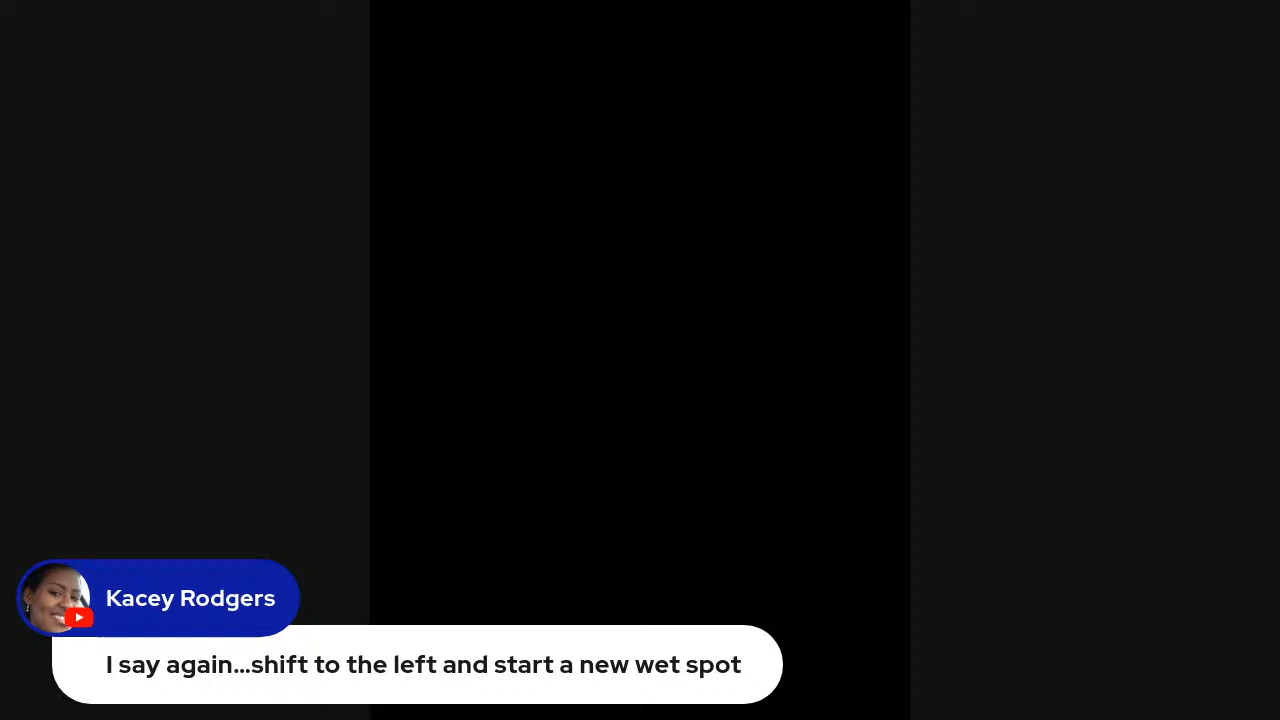 Kacey Rodgers
I say again...shift to the left and start a new wet spot